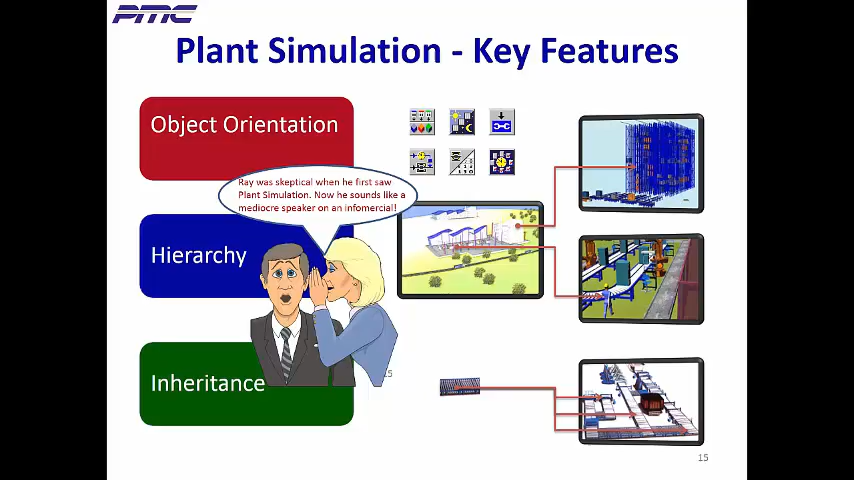 PMC
Plant Simulation - Key Features
Object Orientation
Ray was skeptical when he first saw
Plant Simulation. Now he sounds like a
mediocre speaker on an infomercial!
Hierarchy
Inheritance
15
15